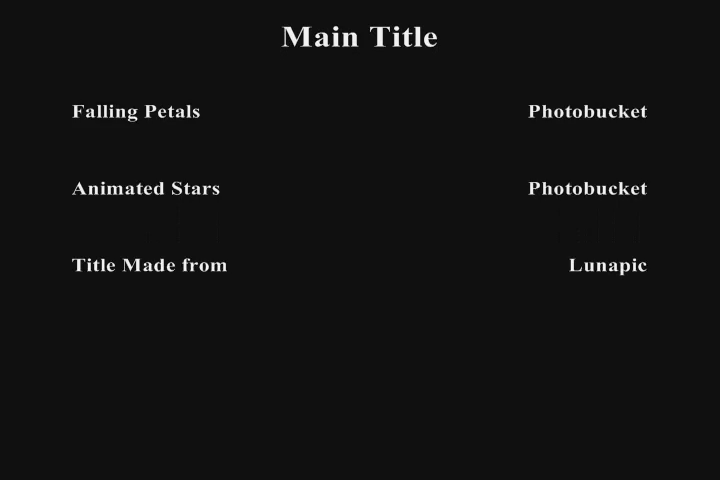 Main Title
Falling Petals Photobucket
Animated Stars Photobucket
Title Made from Lunapic